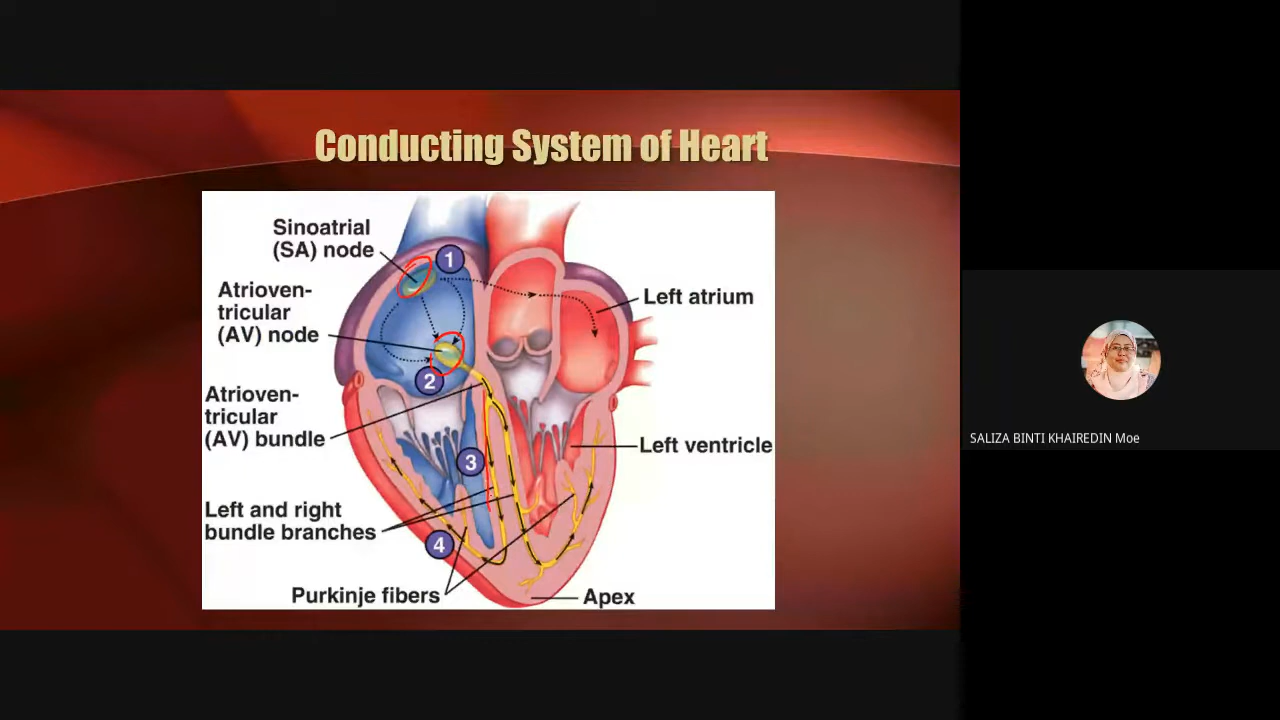 Conducting System of Heart
Sinoatrial
(SA) node
1
Atrioven-
tricular
(AV) node
Left atrium
2
Atrioven-
tricular
(AV) bundle
Left ventricle
3
Left and right
bundle branches
4
Purkinje fibers
Apex
SALIZA BINTI KHAIREDIN Moe